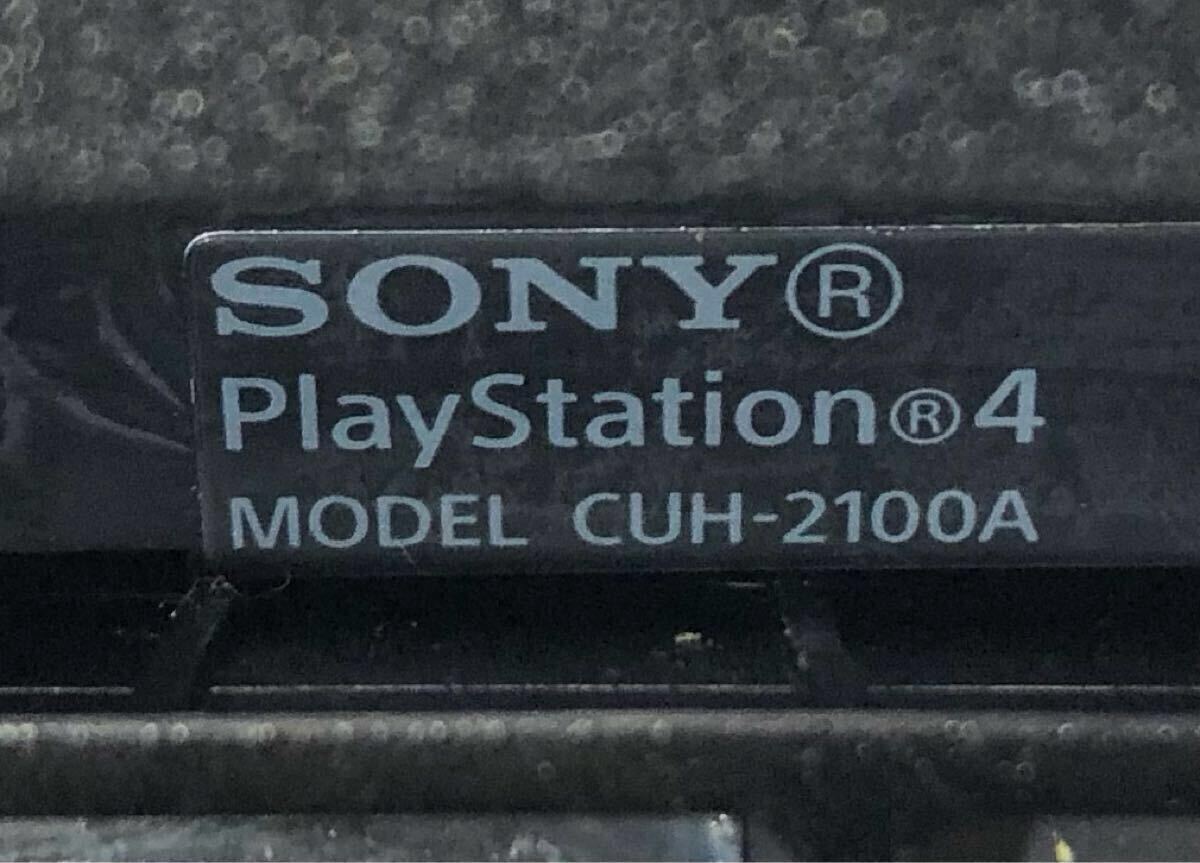 SONY®
PlayStation®4
MODEL CUH-2100A